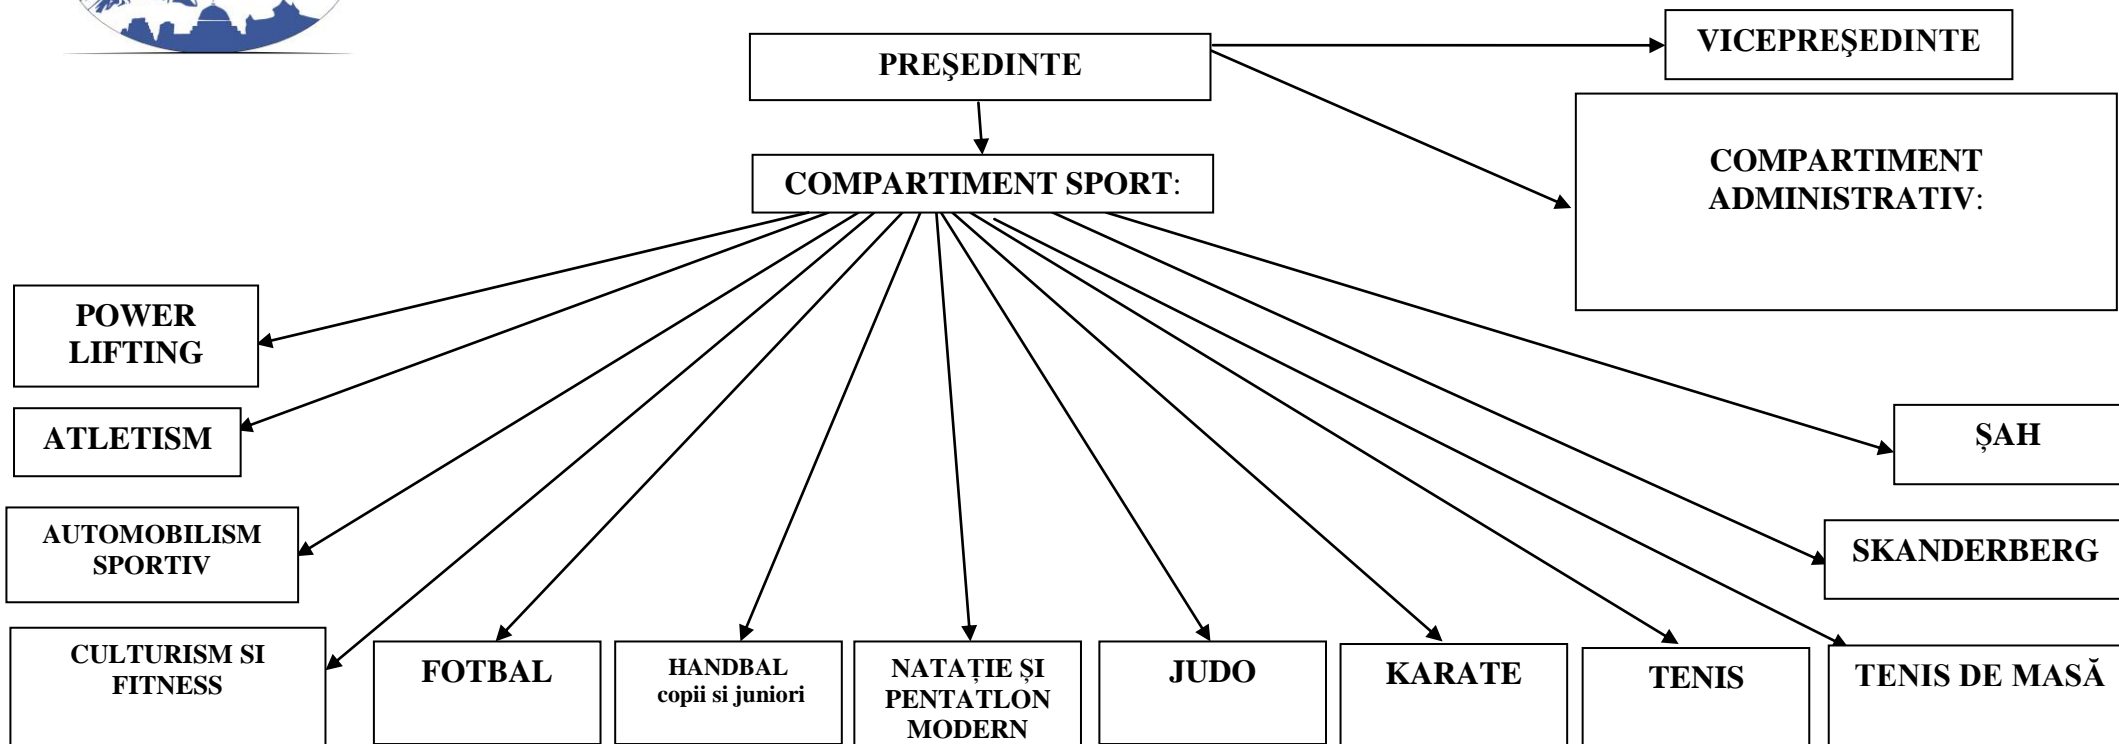 PREŞEDINTE
VICEPREŞEDINTE
COMPARTIMENT SPORT:
COMPARTIMENT
ADMINISTRATIV:
POWER
LIFTING
ATLETISM
ȘAH
AUTOMOBILISM
SPORTIV
SKANDERBERG
CULTURISM SI
FITNESS
FOTBAL
HANDBAL
copii si juniori
NATAȚIE ȘI
PENTATLON
MODERN
JUDO
KARATE
TENIS
TENIS DE MASĂ